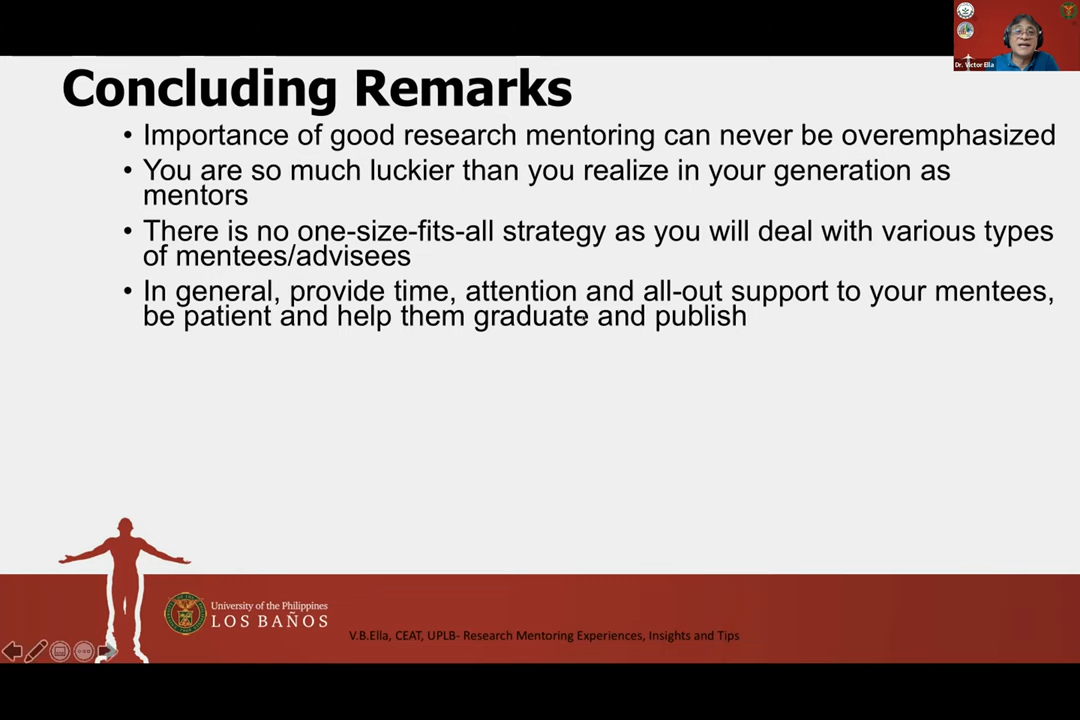 Dr. Victor Ella
Concluding Remarks
• Importance of good research mentoring can never be overemphasized
• You are so much luckier than you realize in your generation as
mentors
• There is no one-size-fits-all strategy as you will deal with various types
of mentees/advisees
• In general, provide time, attention and all-out support to your mentees,
be patient and help them graduate and publish
University of the Philippines
LOS BAÑOS
V.B.Ella, CEAT, UPLB- Research Mentoring Experiences, Insights and Tips